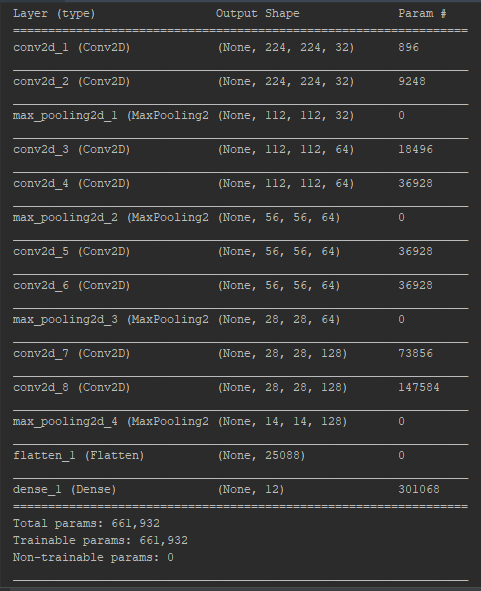 Layer (type) Output Shape Param #
=================================================================
conv2d_1 (Conv2D) (None, 224, 224, 32) 896
conv2d_2 (Conv2D) (None, 224, 224, 32) 9248
max_pooling2d_1 (MaxPooling2 (None, 112, 112, 32) 0
conv2d_3 (Conv2D) (None, 112, 112, 64) 18496
conv2d_4 (Conv2D) (None, 112, 112, 64) 36928
max_pooling2d_2 (MaxPooling2 (None, 56, 56, 64) 0
conv2d_5 (Conv2D) (None, 56, 56, 64) 36928
conv2d_6 (Conv2D) (None, 56, 56, 64) 36928
max_pooling2d_3 (MaxPooling2 (None, 28, 28, 64) 0
conv2d_7 (Conv2D) (None, 28, 28, 128) 73856
conv2d_8 (Conv2D) (None, 28, 28, 128) 147584
max_pooling2d_4 (MaxPooling2 (None, 14, 14, 128) 0
flatten_1 (Flatten) (None, 25088) 0
dense_1 (Dense) (None, 12) 301068
=================================================================
Total params: 661,932
Trainable params: 661,932
Non-trainable params: 0